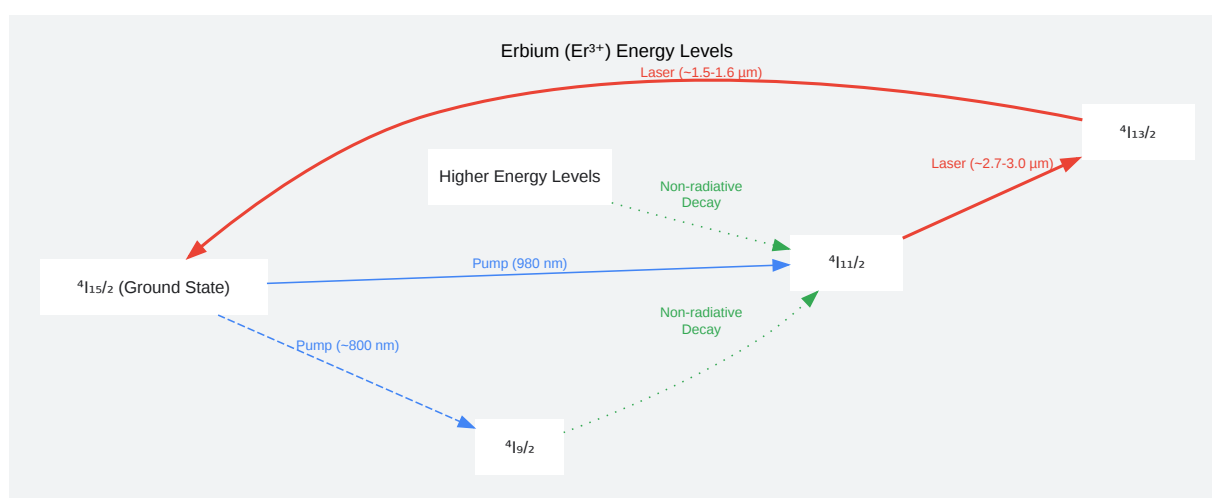 Erbium (Er³⁺) Energy Levels
Laser (~1.5-1.6 µm)
⁴I₁₃/₂
Laser (~2.7-3.0 µm)
Higher Energy Levels
Non-radiative
Decay
⁴I₁₁/₂
Pump (980 nm)
⁴I₁₅/₂ (Ground State)
Non-radiative
Decay
Pump (~800 nm)
⁴I₉/₂